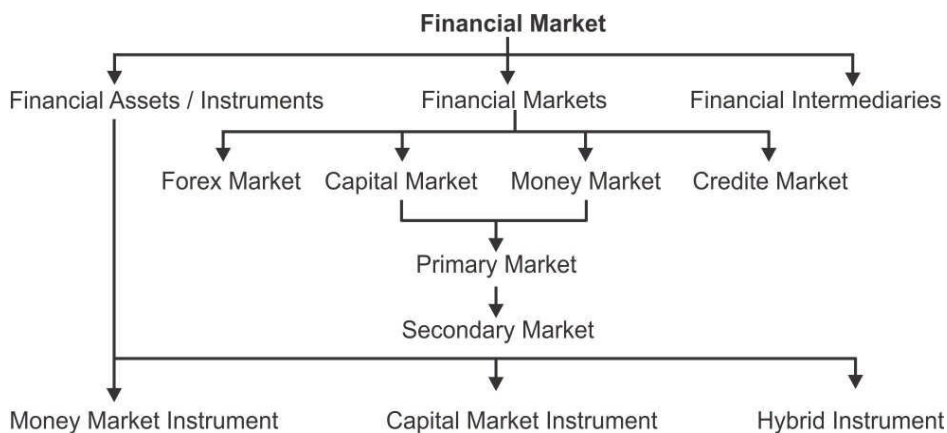 Financial Market
Financial Assets / Instruments Financial Markets Financial Intermediaries
Forex Market Capital Market Money Market Credite Market
Primary Market
Secondary Market
Money Market Instrument Capital Market Instrument Hybrid Instrument